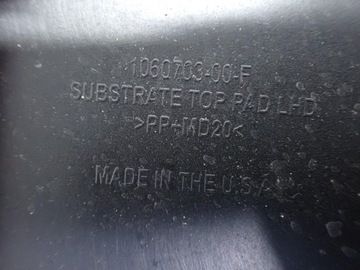 1060703-00-F
SUBSTRATE TOP PAD LHD
>PP+MD20<
MADE IN THE U.S.A